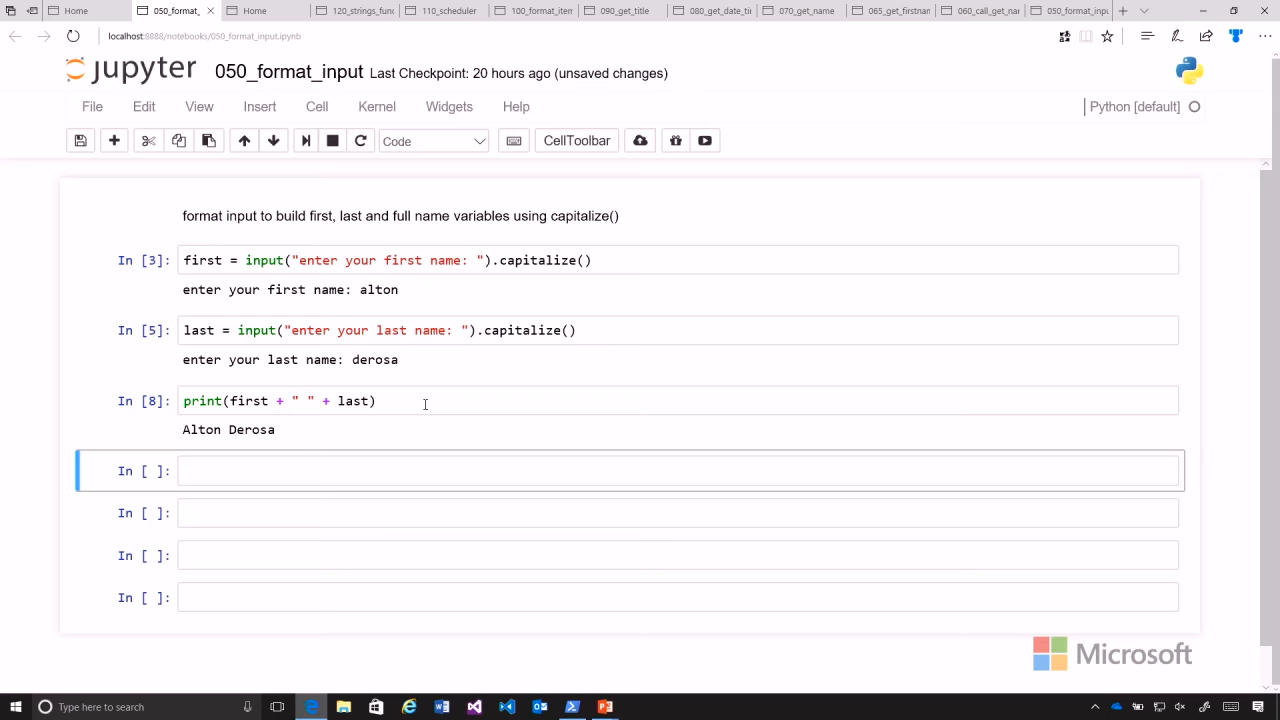 Home
050_format_
Home
120_strings_func
110_scheduler
100_format_item
090_get_title
080_get_date_ti
070_get_name
065_get_firstnam
060_call_get_nan
050_format_inpu
localhost:8888/notebooks/050_format_input.ipynb
jupyter 050_format_input Last Checkpoint: 20 hours ago (unsaved changes)
File Edit View Insert Cell Kernel Widgets Help Python [default]
Code CellToolbar
format input to build first, last and full name variables using capitalize()
In [3]: first = input("enter your first name: ").capitalize()
enter your first name: alton
In [5]: last = input("enter your last name: ").capitalize()
enter your last name: derosa
In [8]: print(first + " " + last)
Alton Derosa
In [ ]:
In [ ]:
In [ ]:
In [ ]:
Microsoft
Type here to search